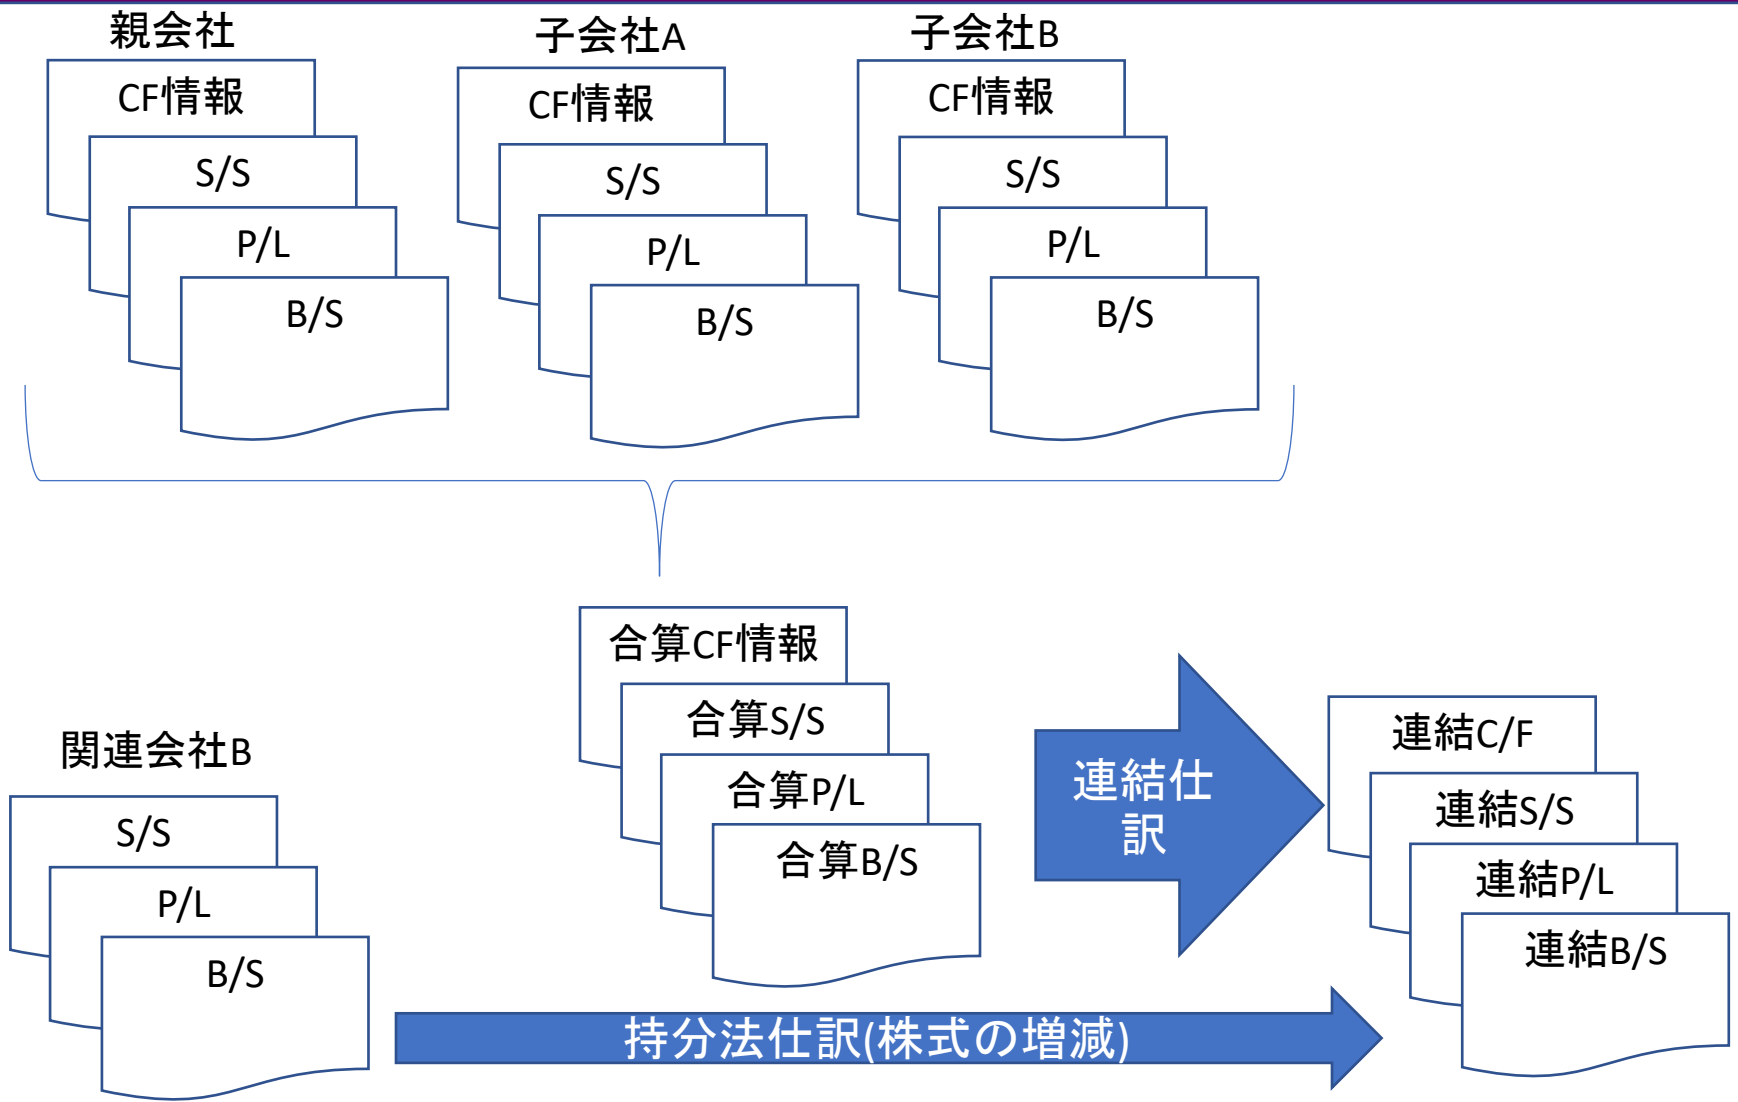 親会社
CF情報
S/S
P/L
B/S
子会社A
CF情報
S/S
P/L
B/S
子会社B
CF情報
S/S
P/L
B/S
合算CF情報
合算S/S
合算P/L
合算B/S
関連会社B
S/S
P/L
B/S
連結仕
訳
持分法仕訳(株式の増減)
連結C/F
連結S/S
連結P/L
連結B/S